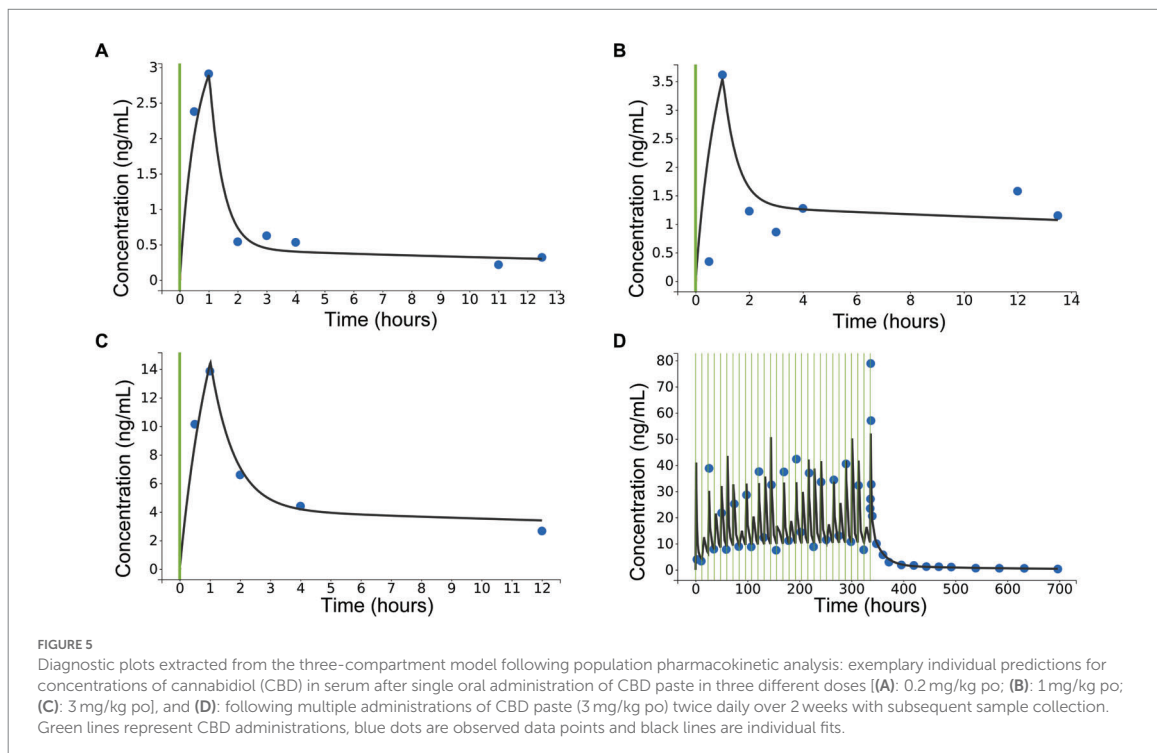 A
Concentration (ng/mL)
3
2.5
2
1.5
1
0.5
0
0 1 2 3 4 5 6 7 8 9 10 11 12 13
Time (hours)
B
Concentration (ng/mL)
3.5
3
2.5
2
1.5
1
0.5
0
0 2 4 6 8 10 12 14
Time (hours)
C
Concentration (ng/mL)
14
12
10
8
6
4
2
0
0 1 2 3 4 5 6 7 8 9 10 11 12
Time (hours)
D
Concentration (ng/mL)
80
70
60
50
40
30
20
10
0
0 100 200 300 400 500 600 700
Time (hours)
FIGURE 5
Diagnostic plots extracted from the three-compartment model following population pharmacokinetic analysis: exemplary individual predictions for
concentrations of cannabidiol (CBD) in serum after single oral administration of CBD paste in three different doses [(A): 0.2 mg/kg po; (B): 1 mg/kg po;
(C): 3 mg/kg po], and (D): following multiple administrations of CBD paste (3 mg/kg po) twice daily over 2 weeks with subsequent sample collection.
Green lines represent CBD administrations, blue dots are observed data points and black lines are individual fits.